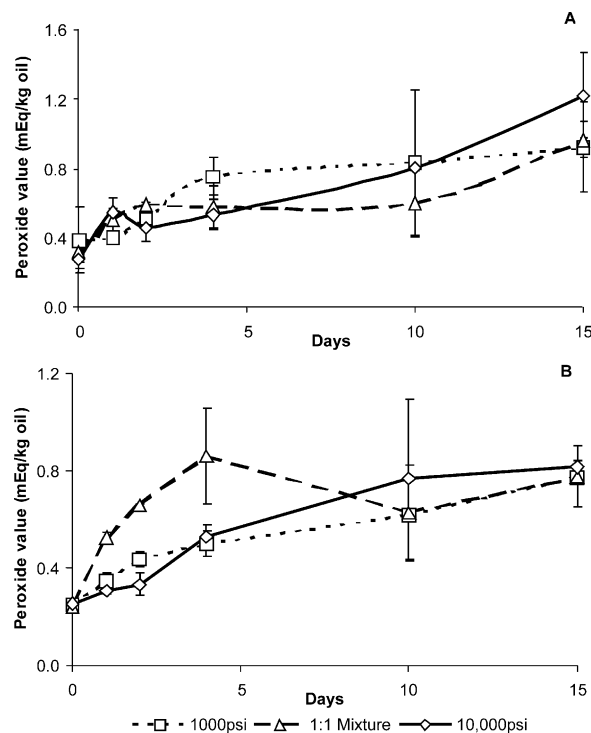 A
1.6
1.2
0.8
0.4
0.0
Peroxide value (mEq/kg oil)
0 5 10 15
Days
B
1.2
0.8
0.4
0.0
Peroxide value (mEq/kg oil)
0 5 10 15
Days
1000psi 1:1 Mixture 10,000psi